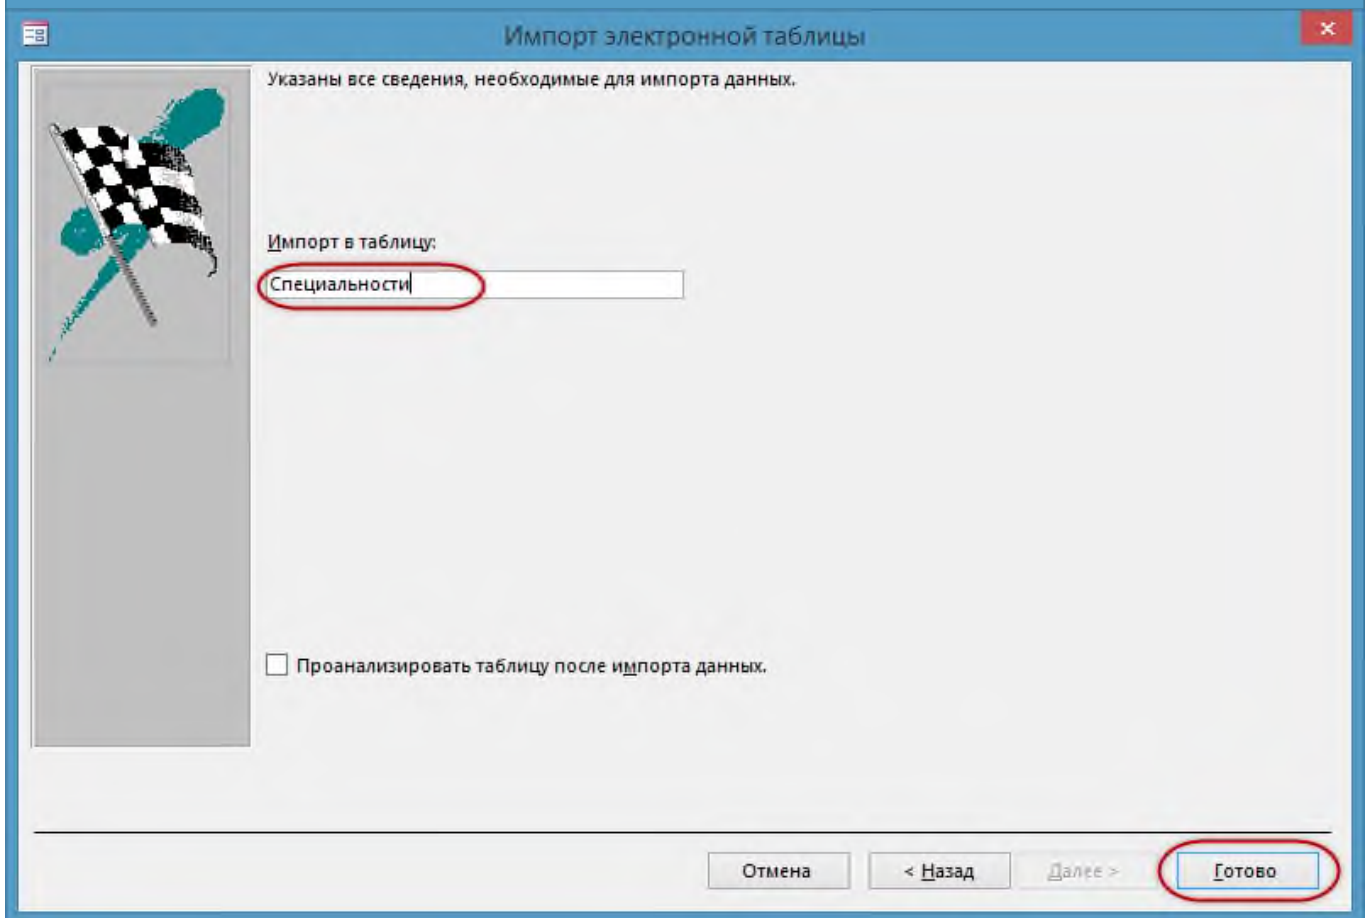 Импорт электронной таблицы
Указаны все сведения, необходимые для импорта данных.
Импорт в таблицу:
Специальности
Проанализировать таблицу после импорта данных.
Отмена
< Назад
Далее >
Готово